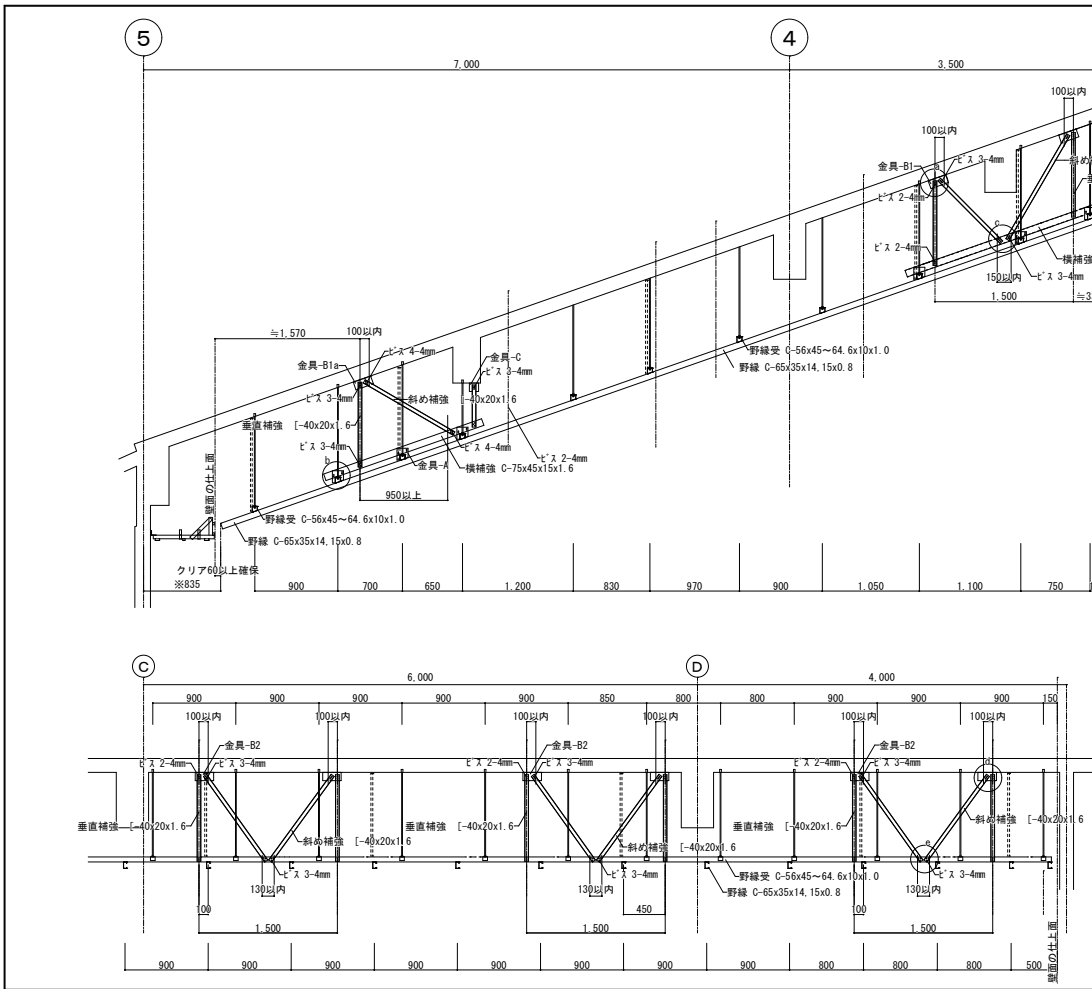 5
4
7,000
3,500
100以内
100以内
金具-B1
a
ビス 3-4mm
斜め
ビス 2-4mm
c
ビス 2-4mm
横補強
ビス 3-4mm
150以内
1,500
≒3
≒1,570
100以内
ビス 4-4mm
金具-C
金具-B1a
ビス 3-4mm
ビス 3-4mm
斜め補強 [-40x20x1.6
垂直補強 [-40x20x1.6
ビス 3-4mm
ビス 4-4mm
ビス 2-4mm
b
金具-A
横補強 C-75x45x15x1.6
950以上
野縁受 C-56x45～64.6x10x1.0
野縁 C-65x35x14.15x0.8
壁面の仕上面
野縁受 C-56x45～64.6x10x1.0
野縁 C-65x35x14.15x0.8
クリア60以上確保
※835
900
700
650
1,200
830
970
900
1,050
1,100
750
C
D
6,000
4,000
900
900
900
900
900
850
800
800
900
900
900
150
100以内
100以内
100以内
100以内
100以内
100以内
金具-B2
金具-B2
金具-B2
ビス 2-4mm
ビス 3-4mm
ビス 2-4mm
ビス 3-4mm
ビス 2-4mm
ビス 3-4mm
d
垂直補強 [-40x20x1.6
垂直補強 [-40x20x1.6
垂直補強 [-40x20x1.6
斜め補強 [-40x20x1.6
斜め補強 [-40x20x1.6
斜め補強 [-40x20x1.6
e
ビス 3-4mm
ビス 3-4mm
ビス 3-4mm
野縁受 C-56x45～64.6x10x1.0
野縁 C-65x35x14.15x0.8
130以内
130以内
130以内
100
450
100
1,500
1,500
1,500
壁面の仕上面
900
900
900
900
900
900
900
900
800
800
800
500